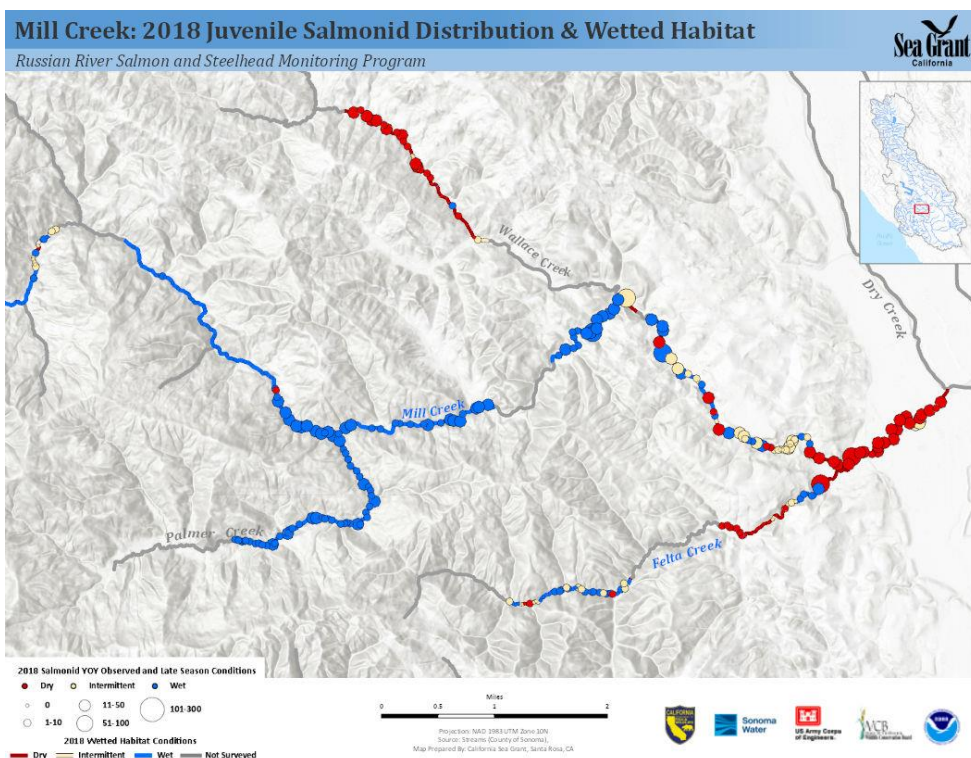 Mill Creek: 2018 Juvenile Salmonid Distribution & Wetted Habitat
Russian River Salmon and Steelhead Monitoring Program
Sea Grant
California
Wallace Creek
Dry Creek
Mill Creek
Palmer Creek
Felta Creek
2018 Salmonid YOY Observed and Late Season Conditions
Dry Intermittent Wet
0 11-50 101-300
1-10 51-100
2018 Wetted Habitat Conditions
Dry Intermittent Wet Not Surveyed
Miles
0 0.5 1 2
Projection: NAD 1983 UTM Zone 10N
Source: Streams (County of Sonoma),
Map Prepared By: California Sea Grant, Santa Rosa, CA
CALIFORNIA
Sonoma
Water
US Army Corps
of Engineers
WCB